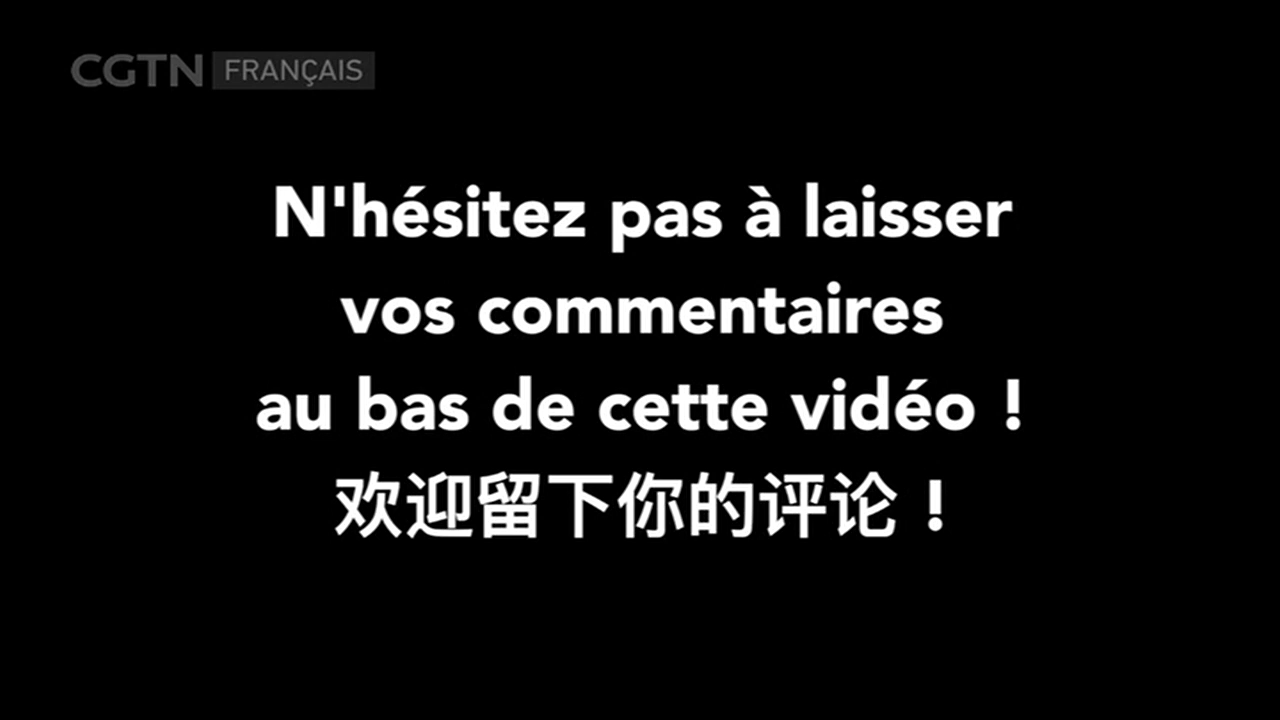 CGTN FRANÇAIS
N'hésitez pas à laisser
vos commentaires
au bas de cette vidéo !
欢迎留下你的评论！